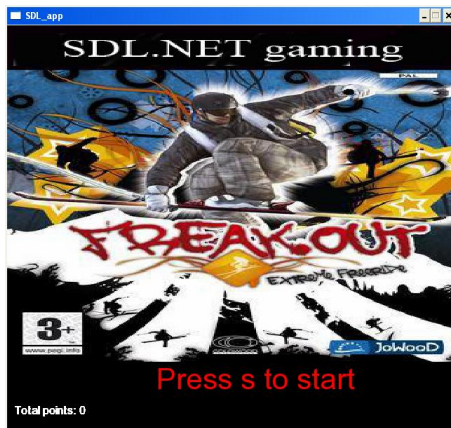 SDL_app
SDL.NET gaming
PAL
FREAK OUT
EXTREME FREERIDE
3+
www.pegi.info
JoWooD
Press s to start
Total points: 0